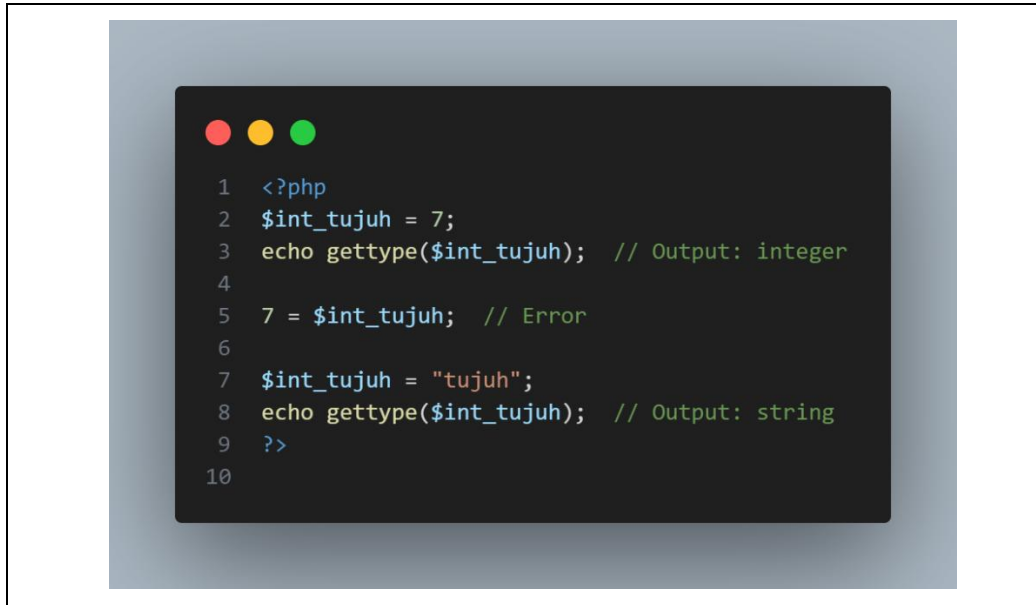 1 <?php
2 $int_tujuh = 7;
3 echo gettype($int_tujuh);  // Output: integer
4
5 7 = $int_tujuh;  // Error
6
7 $int_tujuh = "tujuh";
8 echo gettype($int_tujuh);  // Output: string
9 ?>
10